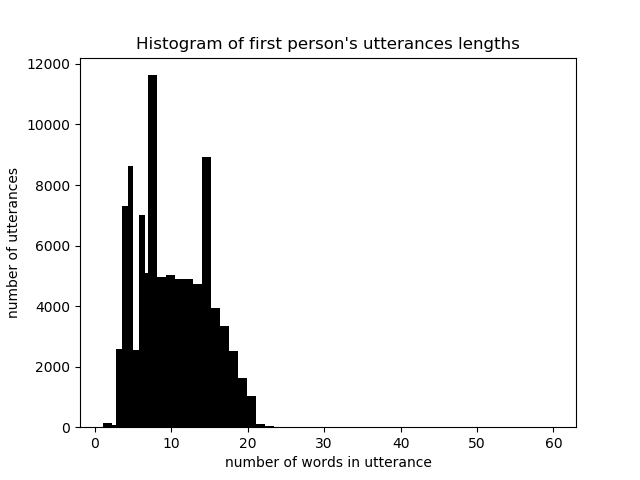 Histogram of first person's utterances lengths
12000
10000
8000
6000
4000
2000
0
number of utterances
0 10 20 30 40 50 60
number of words in utterance